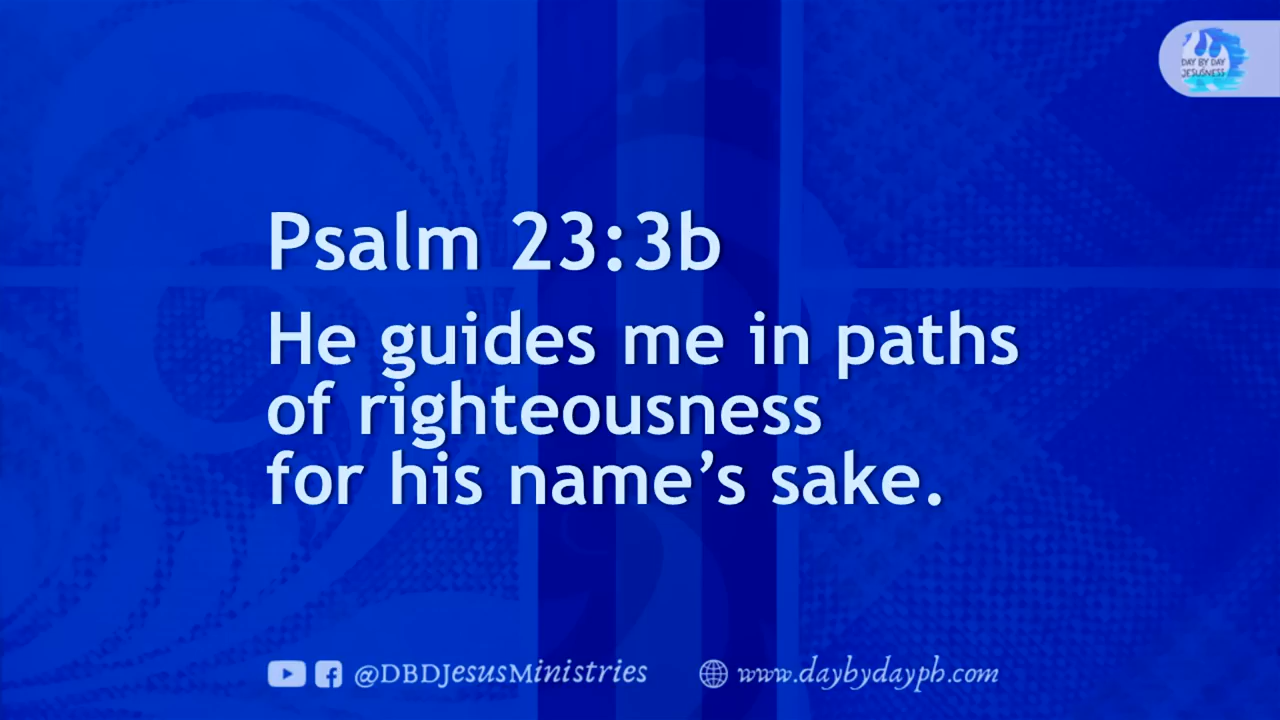 DAY BY DAY
JESUSNESS
Psalm 23:3b
He guides me in paths
of righteousness
for his name’s sake.
@DBDJesusMinistries
www.daybydayph.com